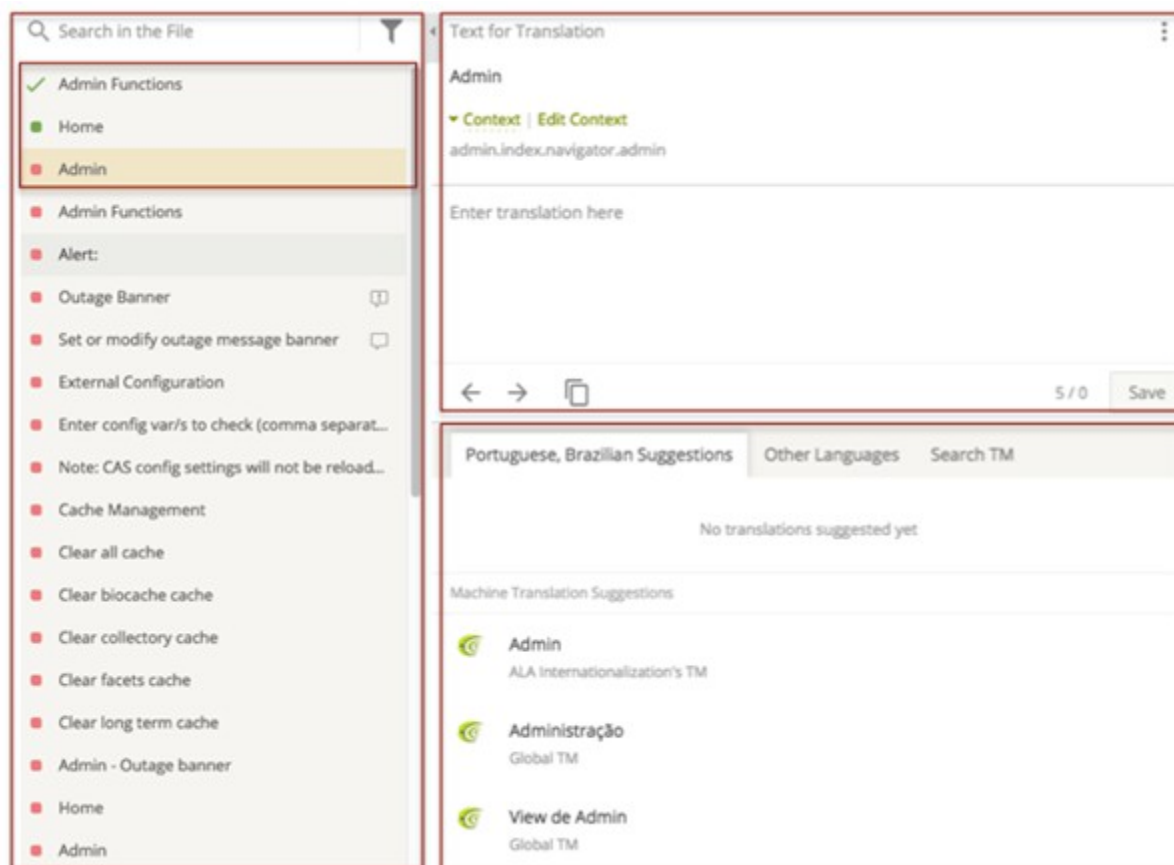 Search in the File
Admin Functions
Home
Admin
Admin Functions
Alert:
Outage Banner
Set or modify outage message banner
External Configuration
Enter config var/s to check (comma separat...
Note: CAS config settings will not be reload...
Cache Management
Clear all cache
Clear biocache cache
Clear collectory cache
Clear facets cache
Clear long term cache
Admin - Outage banner
Home
Admin
Text for Translation
Admin
Context | Edit Context
admin.index.navigator.admin
Enter translation here
5 / 0 Save
Portuguese, Brazilian Suggestions Other Languages Search TM
No translations suggested yet
Machine Translation Suggestions
Admin
ALA Internationalization's TM
Administração
Global TM
View de Admin
Global TM